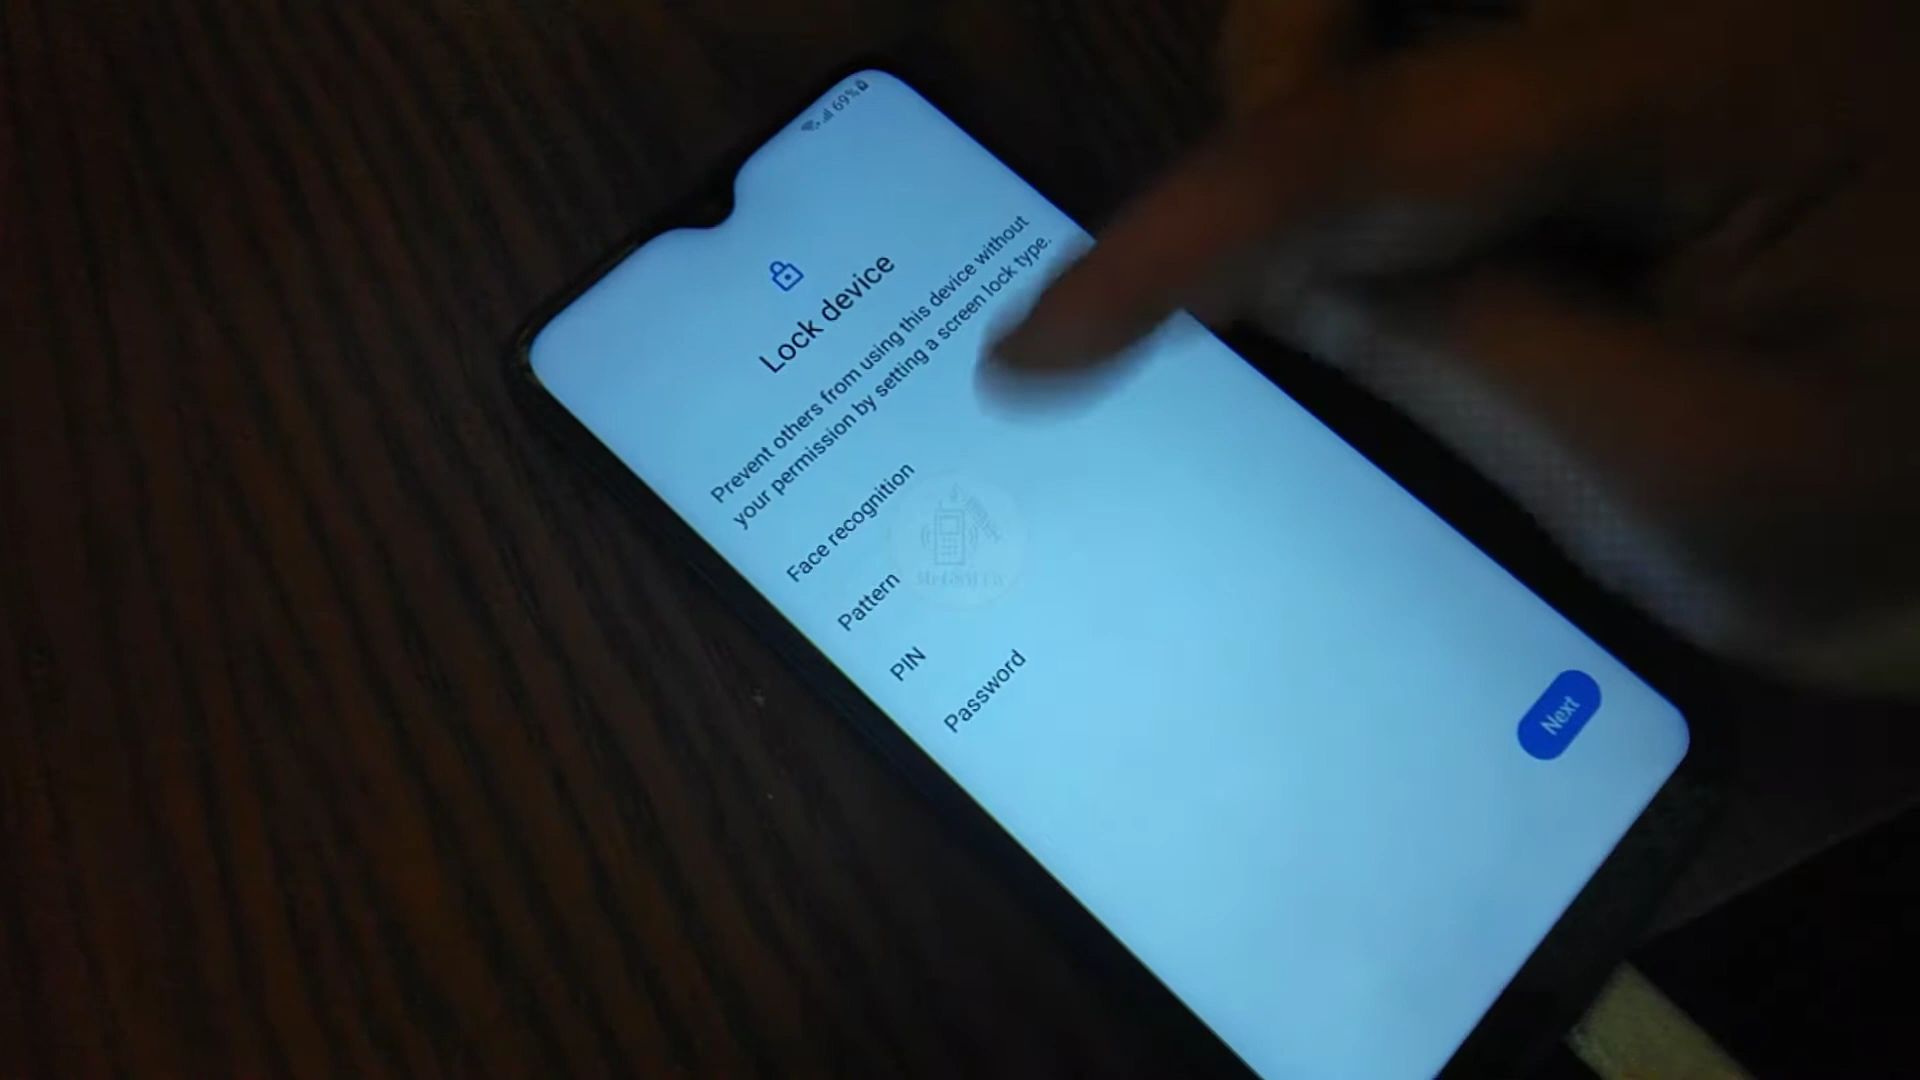 69%
Lock device
Prevent others from using this device without
your permission by setting a screen lock type.
Face recognition
Pattern
PIN
Password
Next